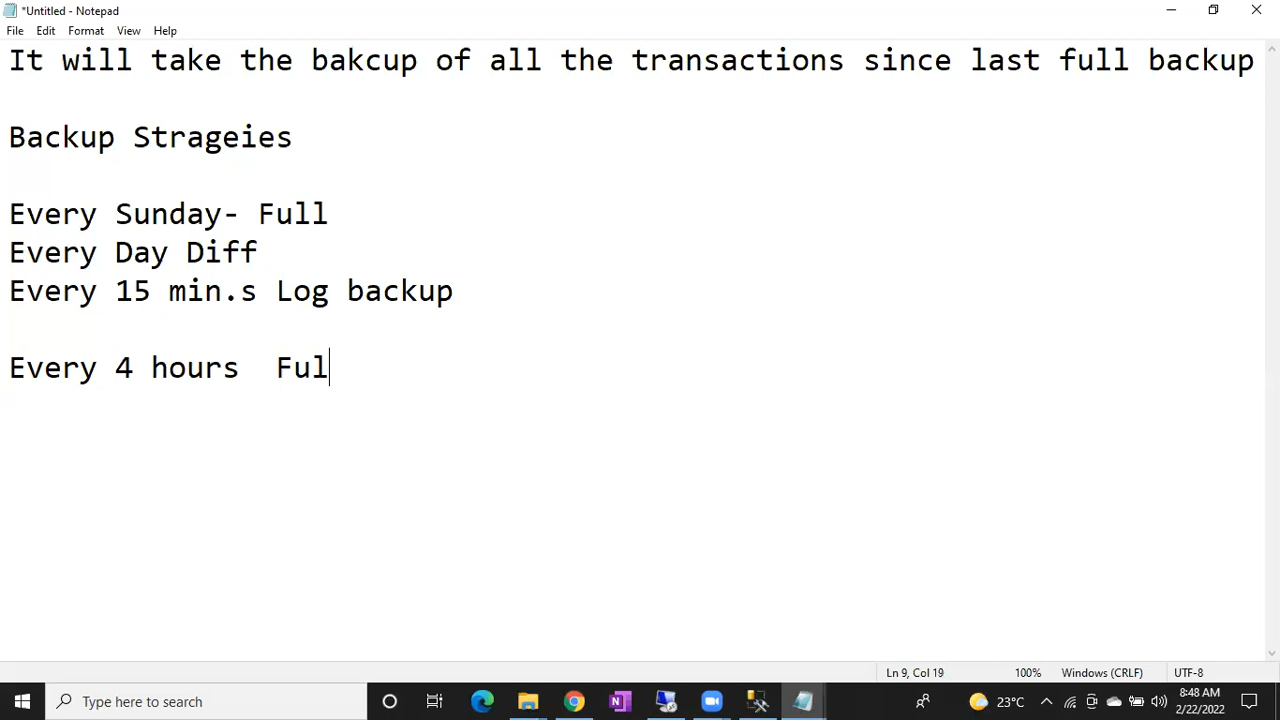 *Untitled - Notepad
File Edit Format View Help
It will take the bakcup of all the transactions since last full backup
Backup Strageies
Every Sunday- Full
Every Day Diff
Every 15 min.s Log backup
Every 4 hours  Ful
Ln 9, Col 19 100% Windows (CRLF) UTF-8
Type here to search
23°C
8:48 AM
2/22/2022